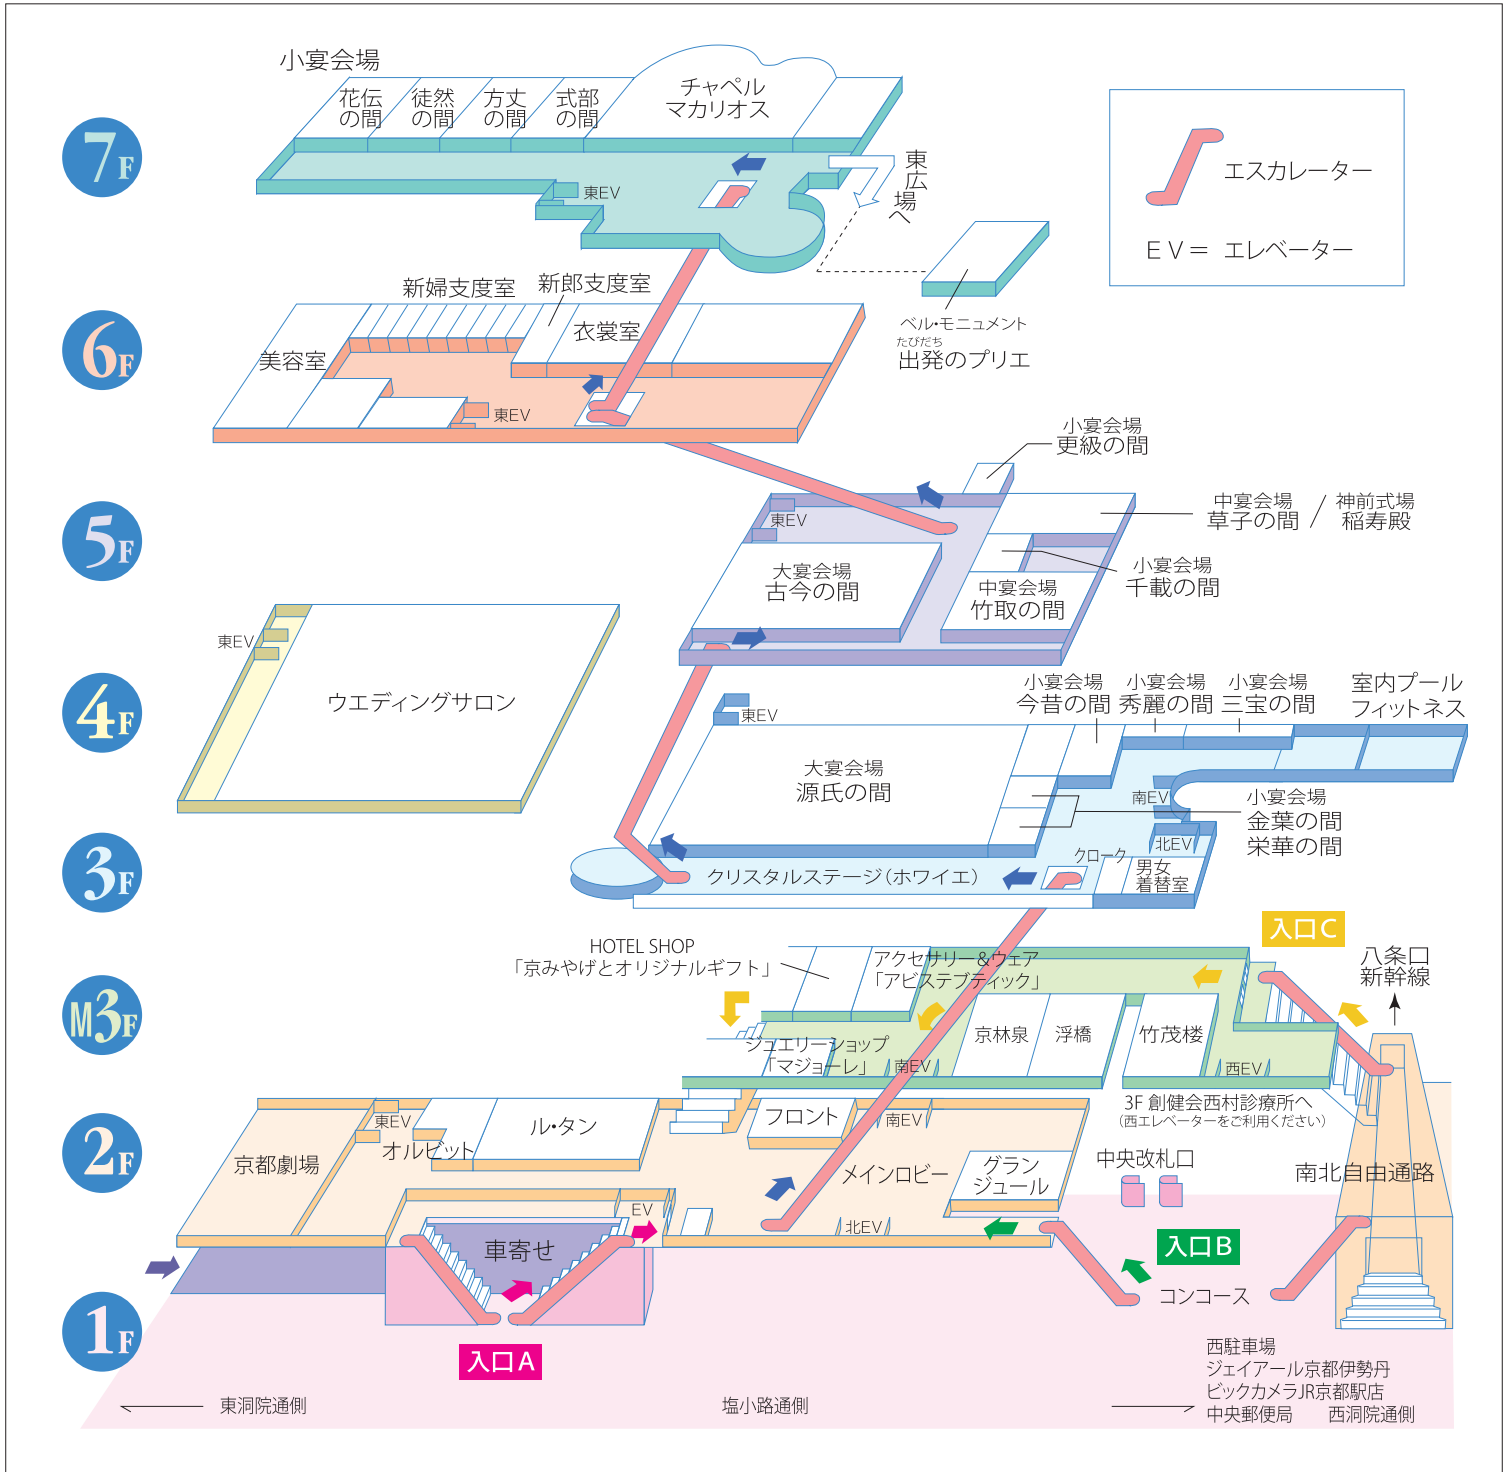 小宴会場
花伝の間
徒然の間
方丈の間
式部の間
チャペル
マカリオス
7F
東EV
東広場へ
エスカレーター
EV= エレベーター
新婦支度室
新郎支度室
衣裳室
美容室
6F
東EV
ベル・モニュメント
たびだち
出発のプリエ
小宴会場
更級の間
中宴会場
草子の間
/
神前式場
稲寿殿
5F
東EV
大宴会場
古今の間
小宴会場
千載の間
中宴会場
竹取の間
東EV
ウエディングサロン
4F
小宴会場
今昔の間
小宴会場
秀麗の間
小宴会場
三宝の間
室内プール
フィットネス
東EV
大宴会場
源氏の間
南EV
小宴会場
金葉の間
栄華の間
北EV
3F
クローク
男女
着替室
クリスタルステージ(ホワイエ)
入口C
HOTEL SHOP
「京みやげとオリジナルギフト」
アクセサリー&ウェア
「アビステブティック」
八条口
新幹線
M3F
ジュエリーショップ
「マジョーレ」
南EV
京林泉
浮橋
竹茂楼
西EV
3F 創健会西村診療所へ
(西エレベーターをご利用ください)
2F
京都劇場
東EV
オルビット
ル・タン
フロント
南EV
メインロビー
グラン
ジュール
中央改札口
南北自由通路
EV
北EV
車寄せ
入口B
コンコース
1F
入口A
西駐車場
ジェイアール京都伊勢丹
ビックカメラJR京都駅店
中央郵便局
西洞院通側
東洞院通側
塩小路通側